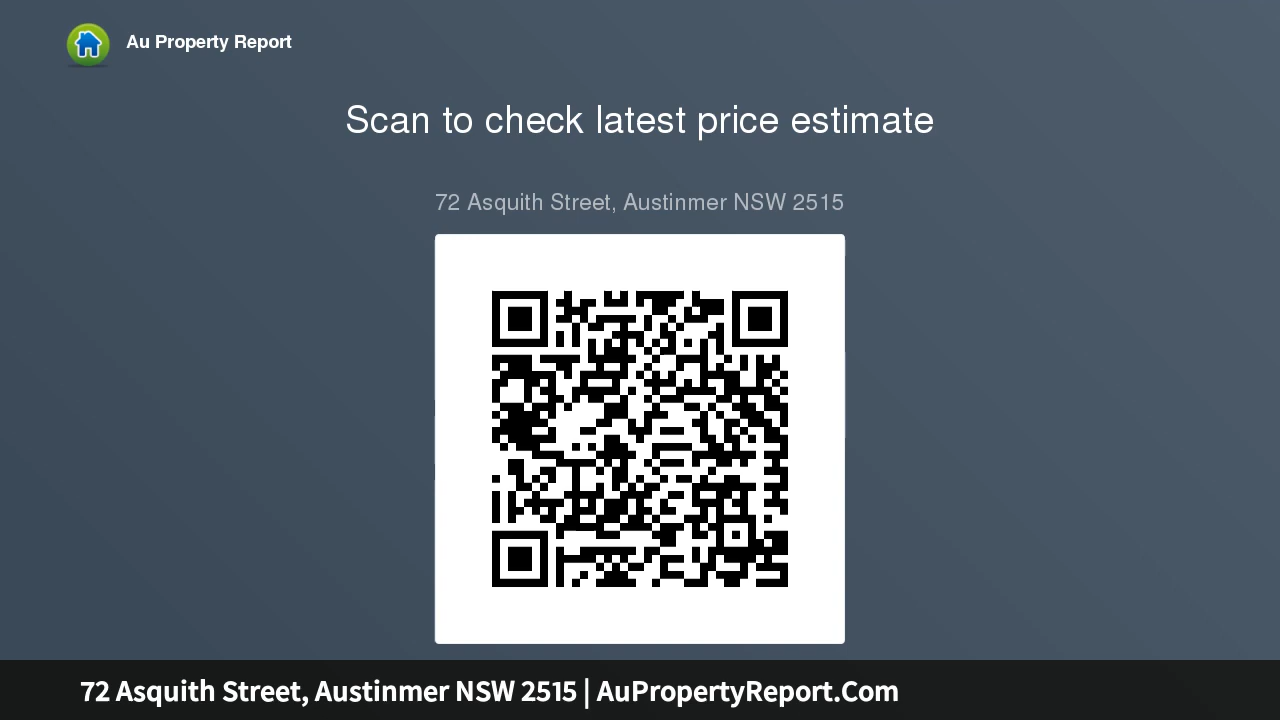 Au Property Report
Scan to check latest price estimate
72 Asquith Street, Austinmer NSW 2515
72 Asquith Street, Austinmer NSW 2515 | AuPropertyReport.Com